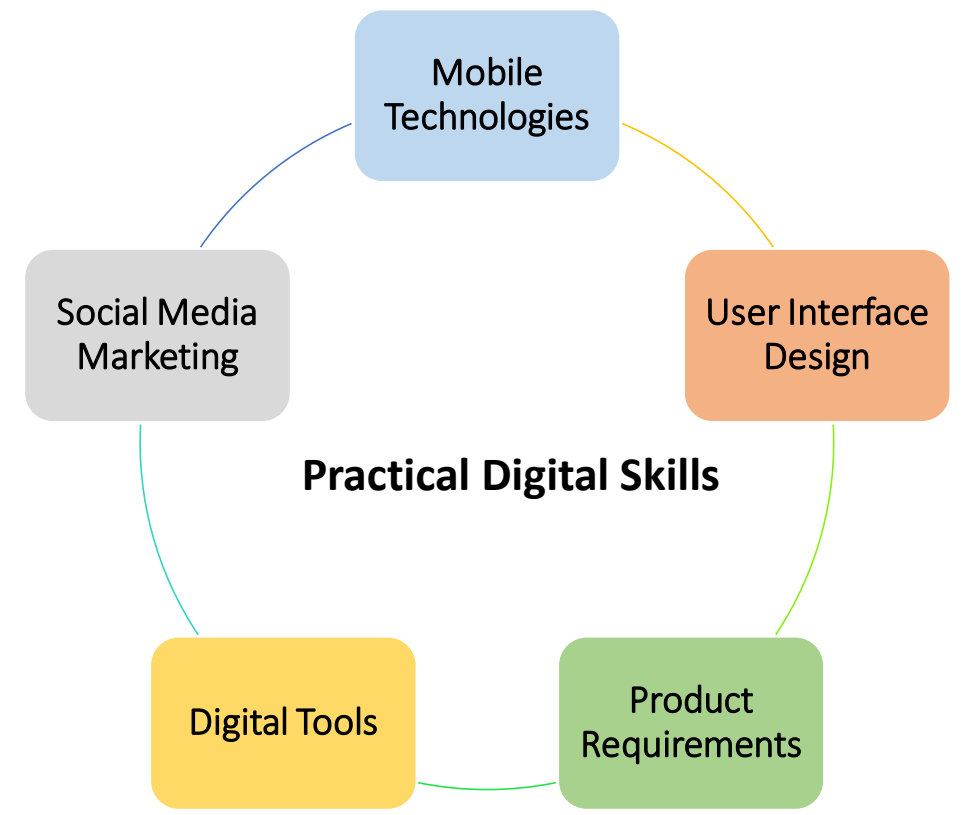 Mobile
Technologies
Social Media
Marketing
User Interface
Design
Practical Digital Skills
Digital Tools
Product
Requirements